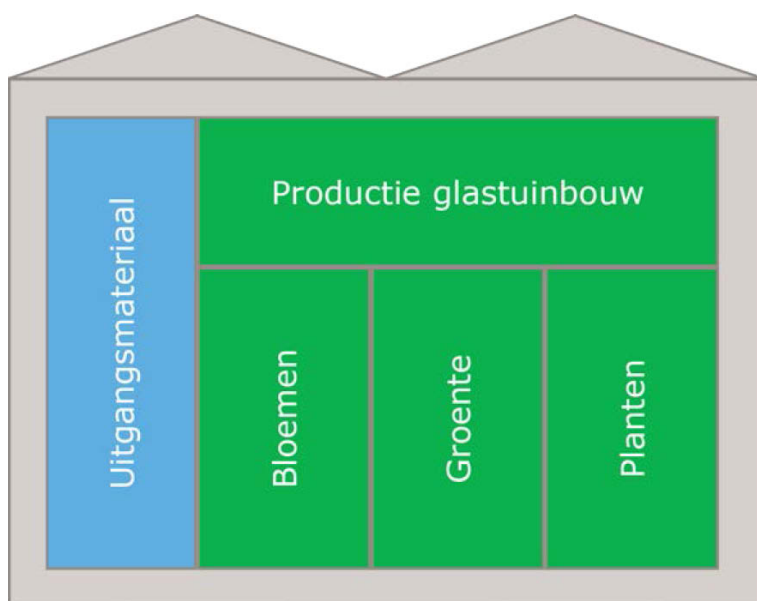 Uitgangsmateriaal
Productie glastuinbouw
Bloemen
Groente
Planten